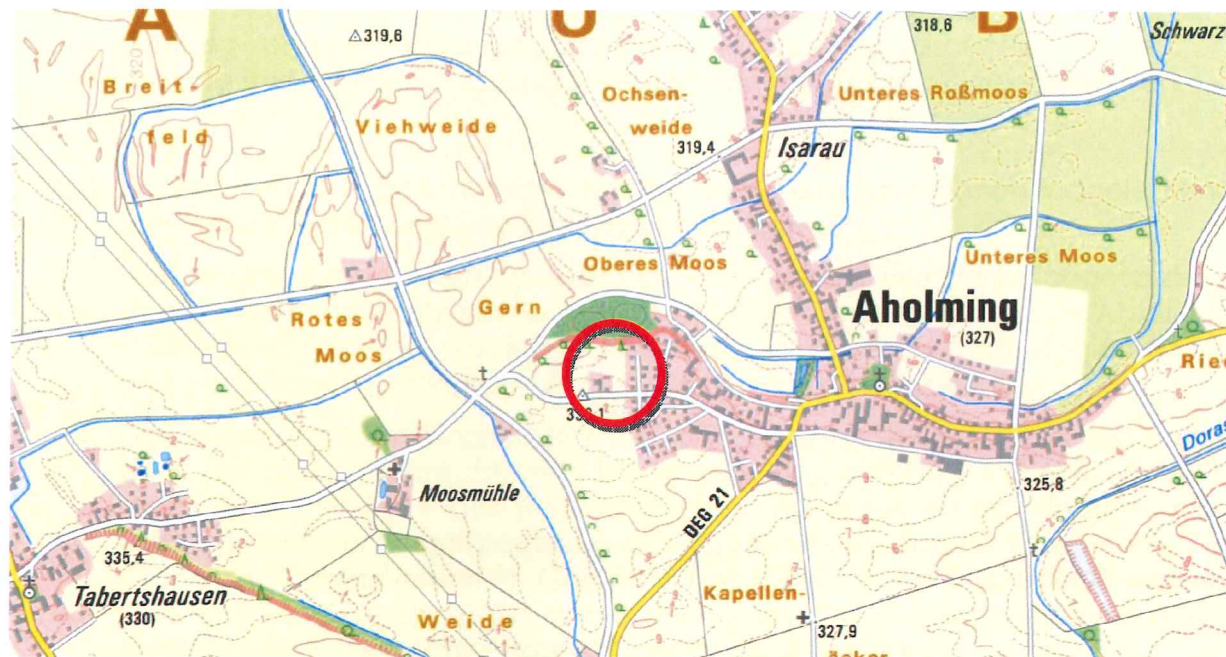 A
U
B
319,6
318,6
Schwarz
Breit-
feld
Viehweide
Ochsen-
weide
Unteres Roßmoos
319,4
Isarau
Oberes Moos
Unteres Moos
Gern
Rotes
Moos
Aholming
(327)
Ried
Doras
Moosmühle
DEG 21
325,8
335,4
Tabertshausen
(330)
Weide
Kapellen-
327,9
äcker